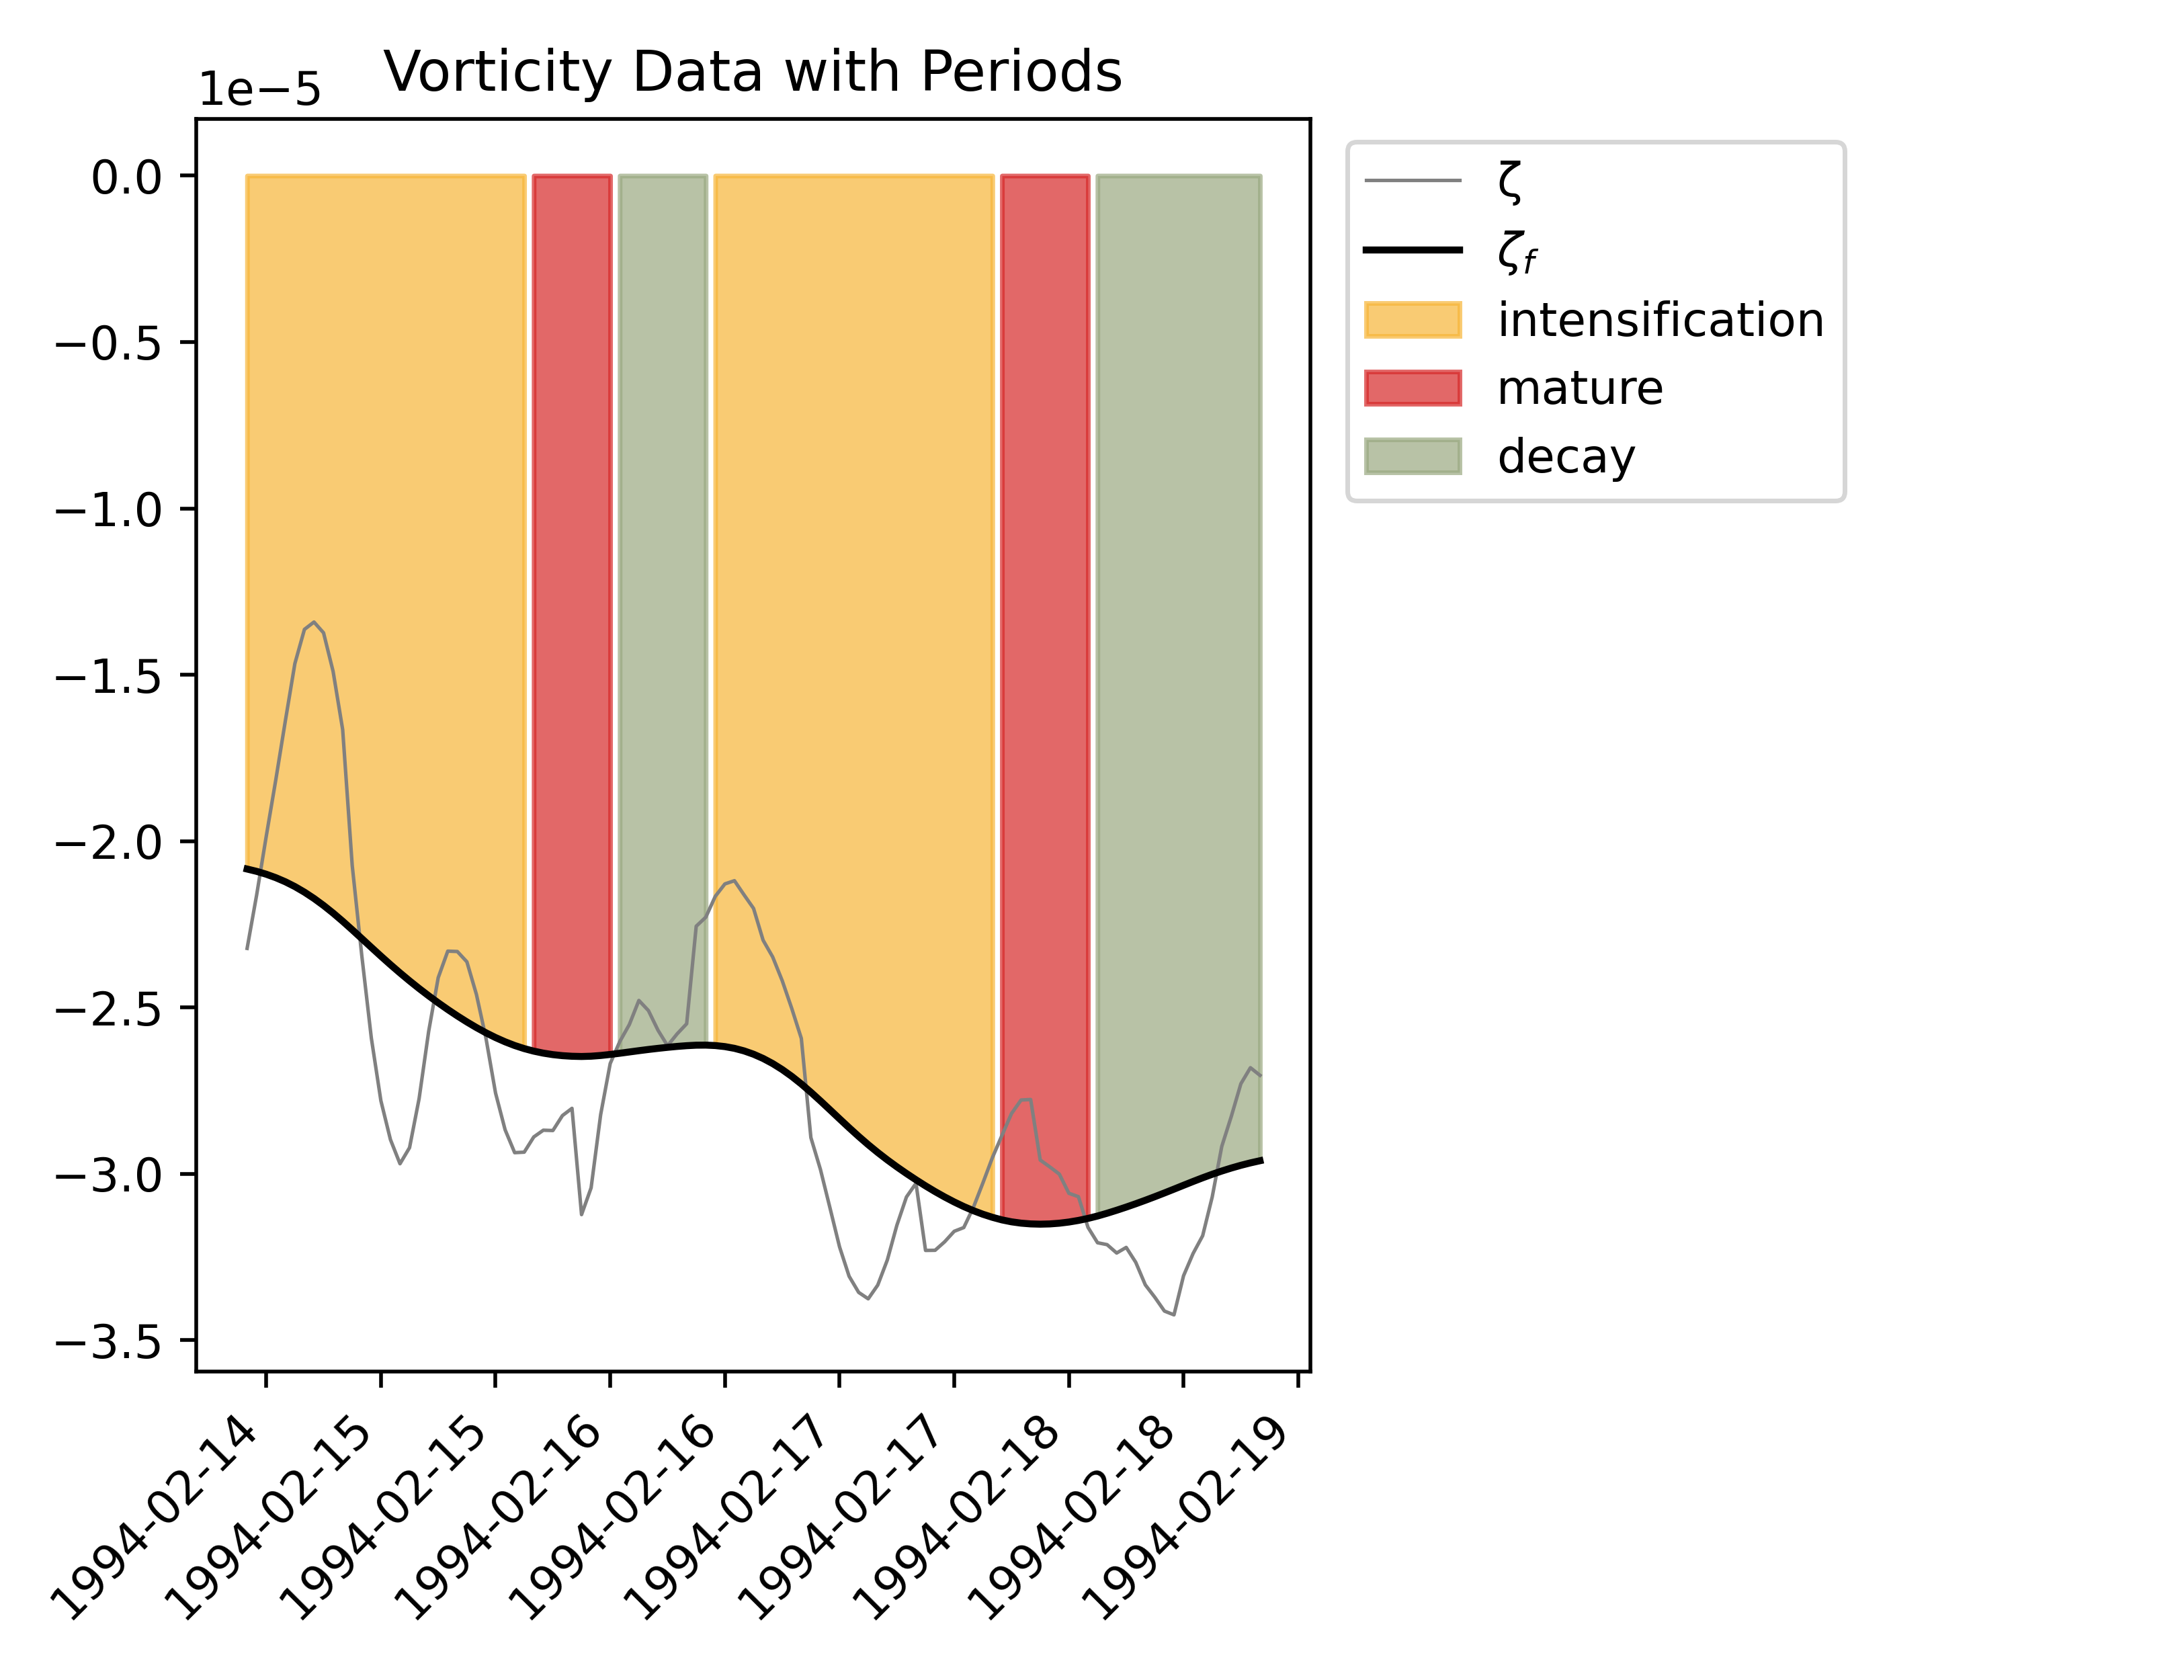 Vorticity Data with Periods
1e−5
0.0
−0.5
−1.0
−1.5
−2.0
−2.5
−3.0
−3.5
1994-02-14
1994-02-15
1994-02-15
1994-02-16
1994-02-16
1994-02-17
1994-02-17
1994-02-18
1994-02-18
1994-02-19
ζ
ζf
intensification
mature
decay